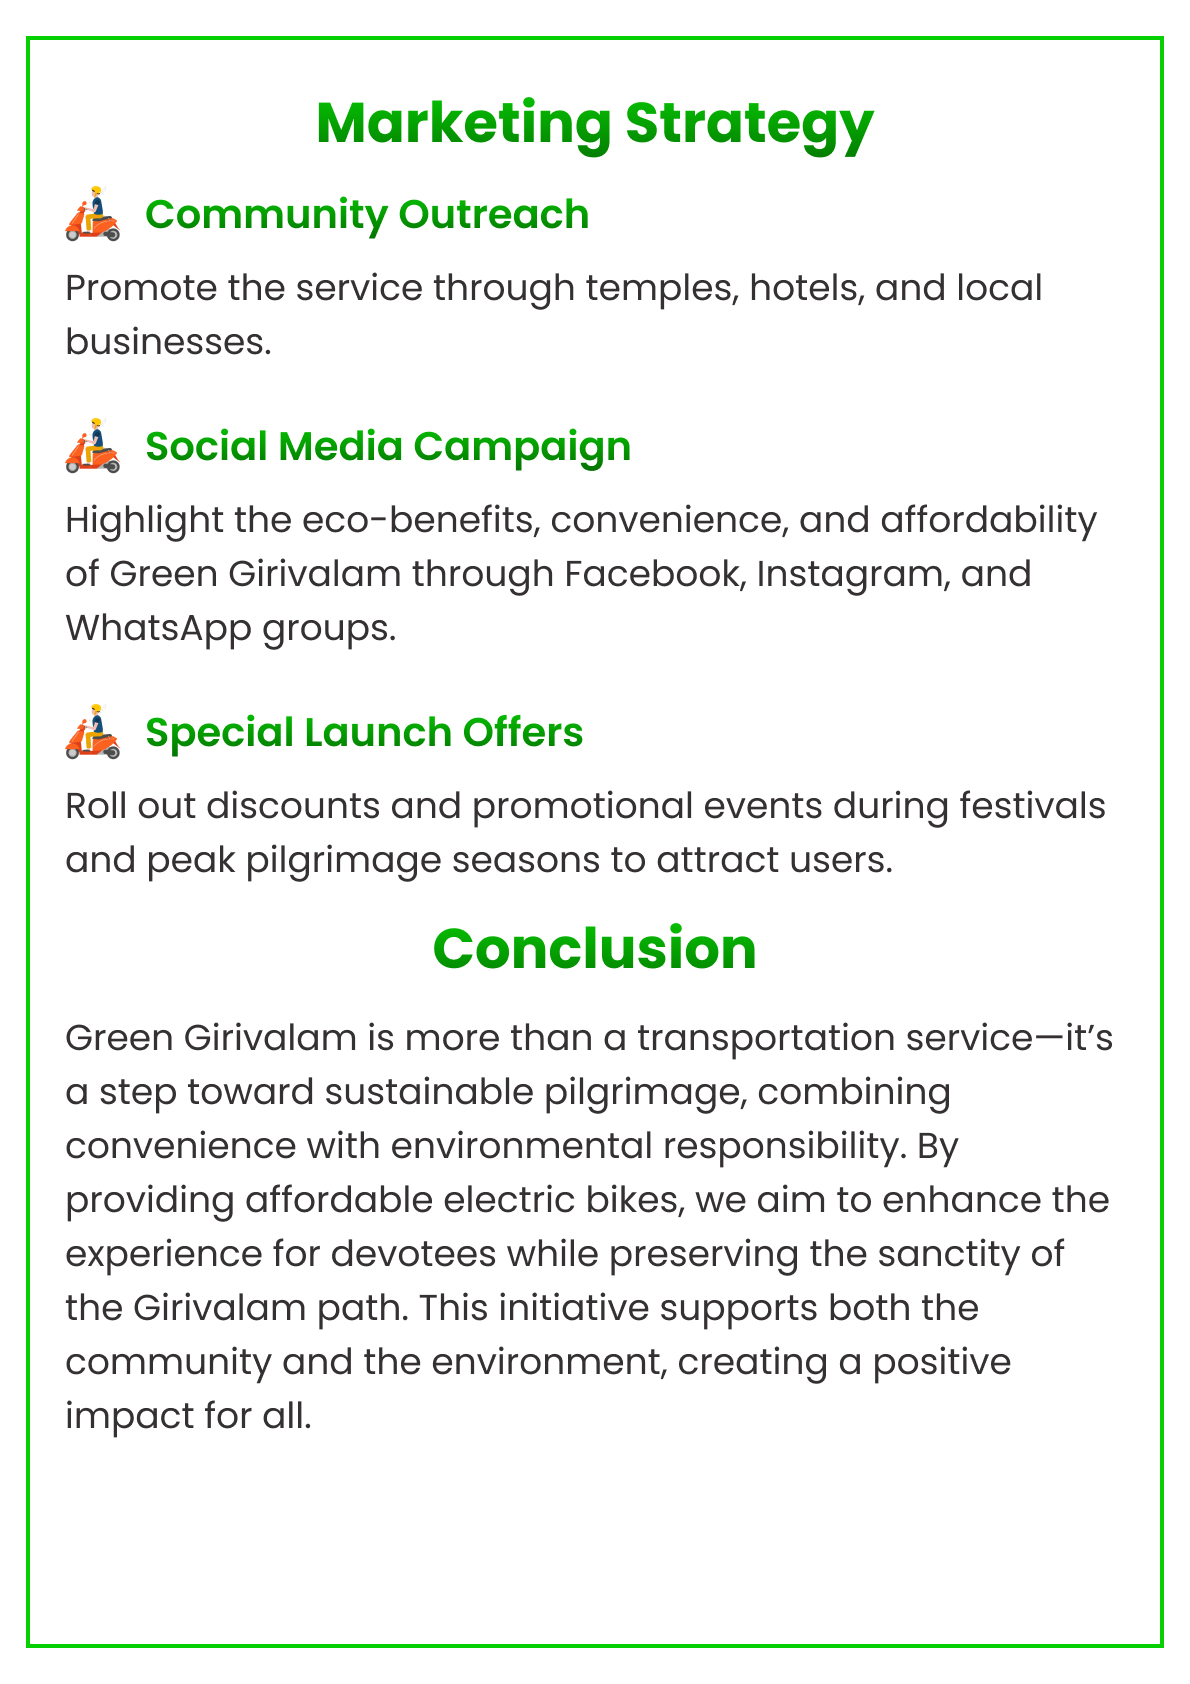 Marketing Strategy
Community Outreach
Promote the service through temples, hotels, and local
businesses.
Social Media Campaign
Highlight the eco-benefits, convenience, and affordability
of Green Girivalam through Facebook, Instagram, and
WhatsApp groups.
Special Launch Offers
Roll out discounts and promotional events during festivals
and peak pilgrimage seasons to attract users.
Conclusion
Green Girivalam is more than a transportation service—it’s
a step toward sustainable pilgrimage, combining
convenience with environmental responsibility. By
providing affordable electric bikes, we aim to enhance the
experience for devotees while preserving the sanctity of
the Girivalam path. This initiative supports both the
community and the environment, creating a positive
impact for all.